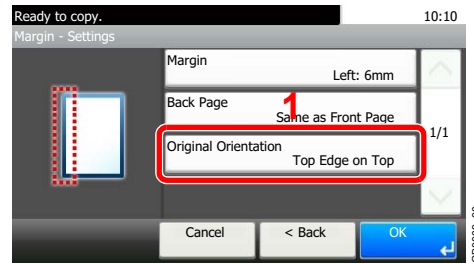 Ready to copy.
10:10
Margin - Settings
Margin
Left: 6mm
Back Page
Same as Front Page
1
1/1
Original Orientation
Top Edge on Top
Cancel
< Back
OK